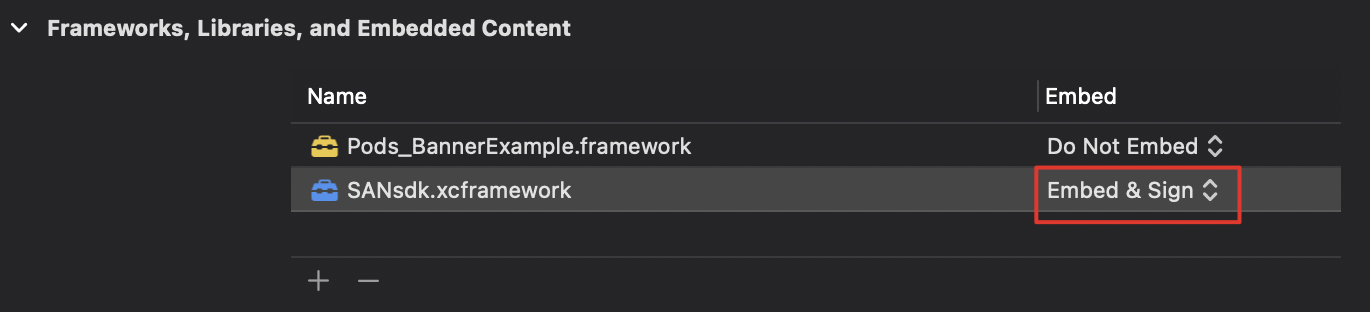 Frameworks, Libraries, and Embedded Content
Name Embed
Pods_BannerExample.framework Do Not Embed
SANsdk.xcframework Embed & Sign